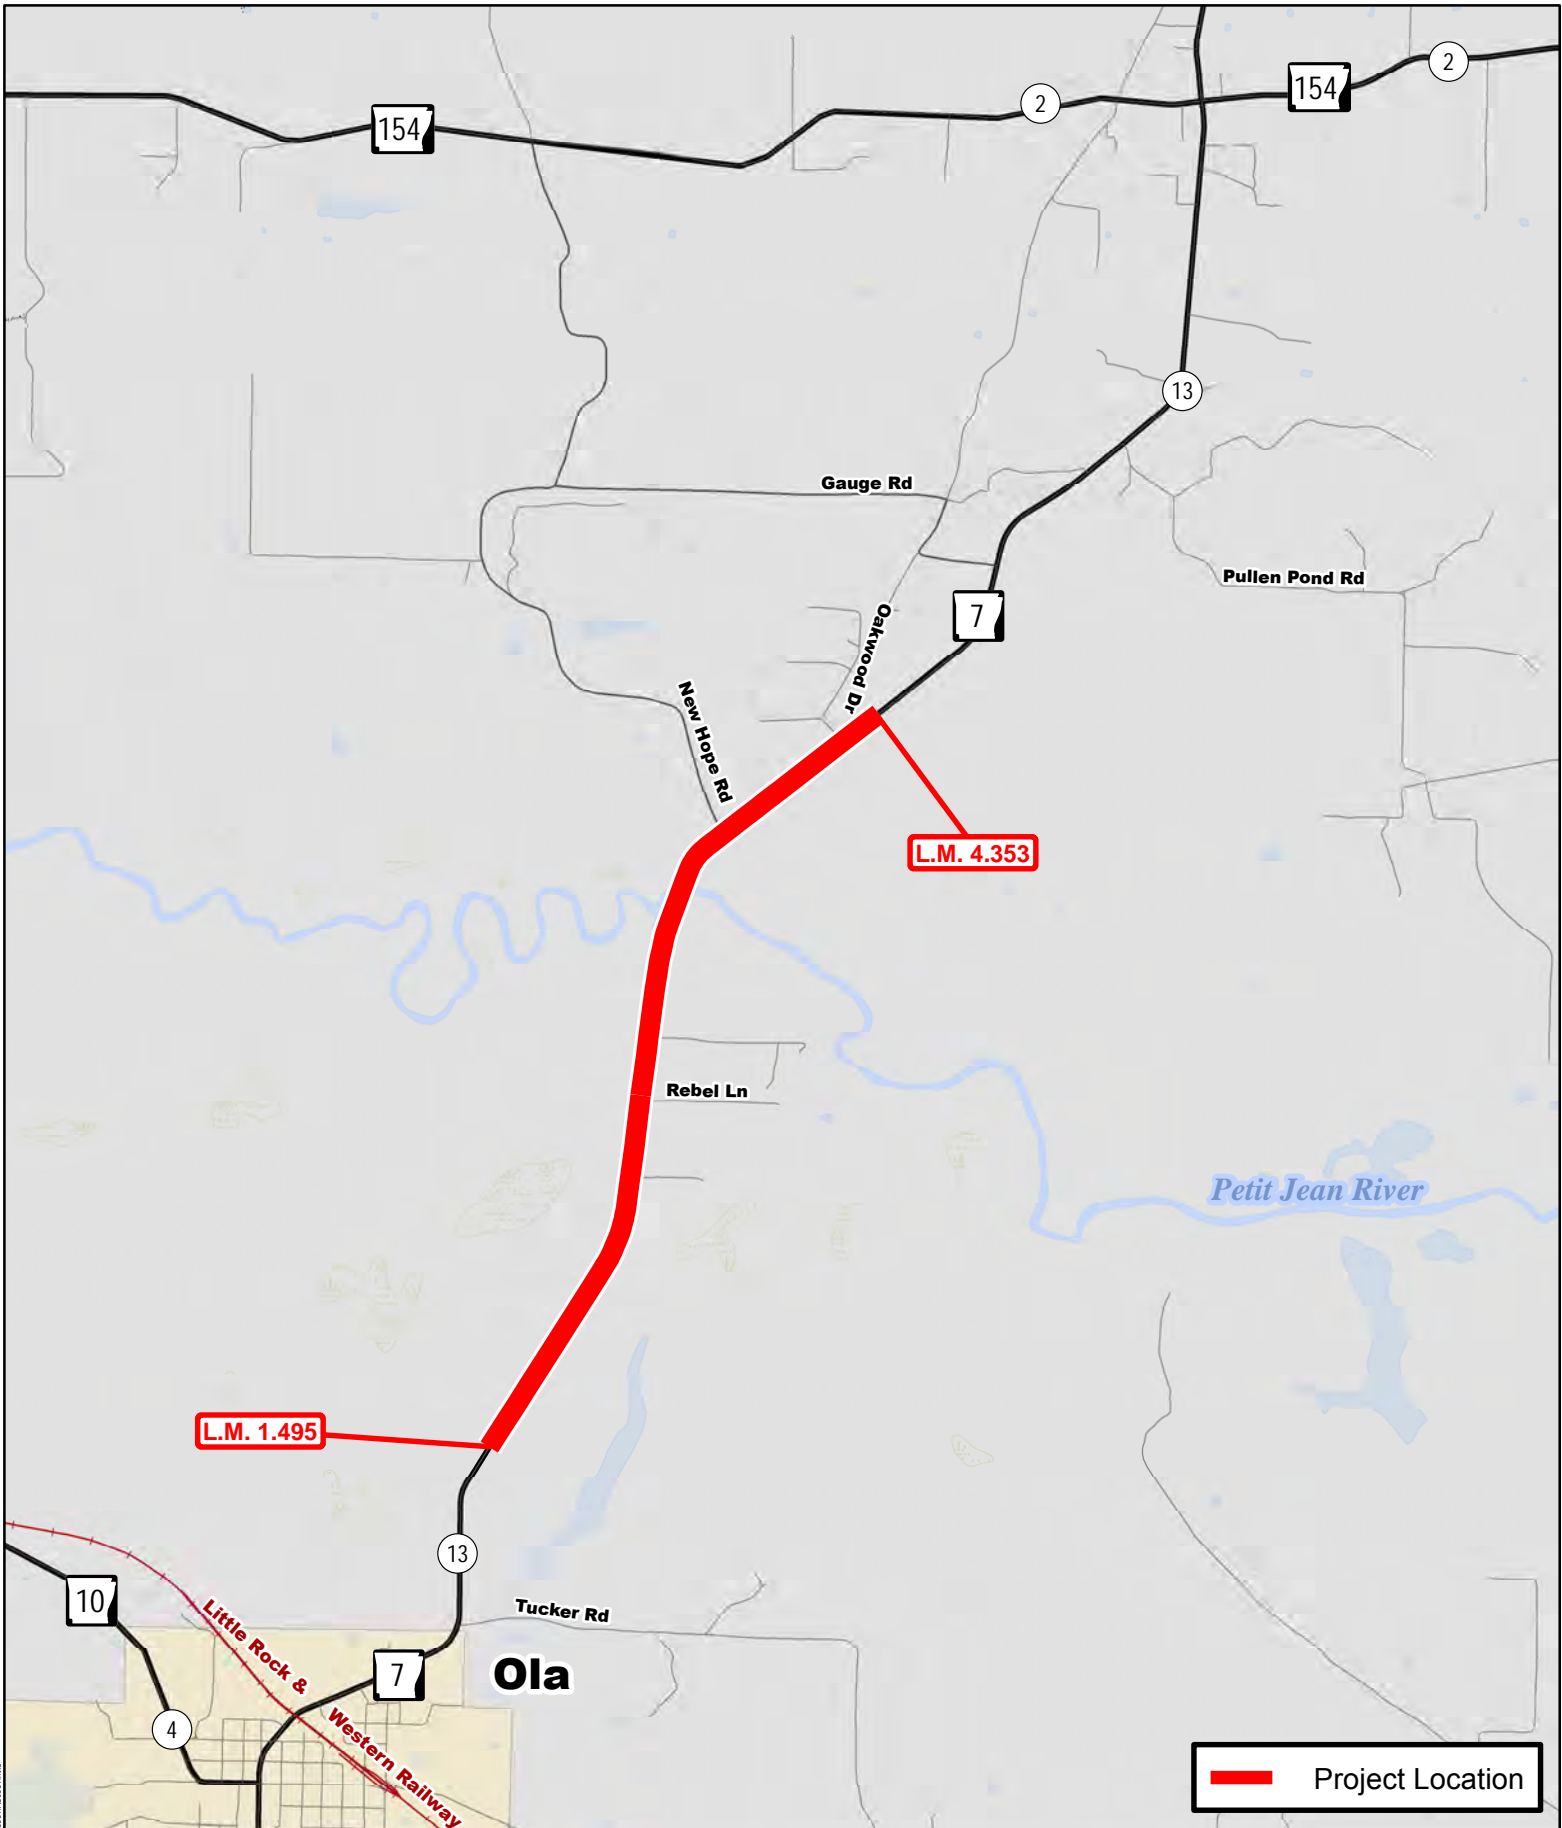 2
154
154
2
13
Gauge Rd
Pullen Pond Rd
7
Oakwood Dr
New Hope Rd
L.M. 4.353
Rebel Ln
Petit Jean River
L.M. 1.495
13
10
Little Rock &
Western Railway
Tucker Rd
7
Ola
4
Project Location